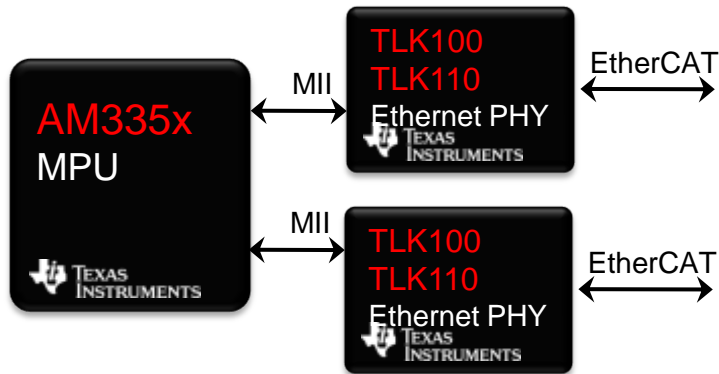 AM335x
MPU
TEXAS
INSTRUMENTS
MII
TLK100
TLK110
Ethernet PHY
TEXAS
INSTRUMENTS
EtherCAT
MII
TLK100
TLK110
Ethernet PHY
TEXAS
INSTRUMENTS
EtherCAT